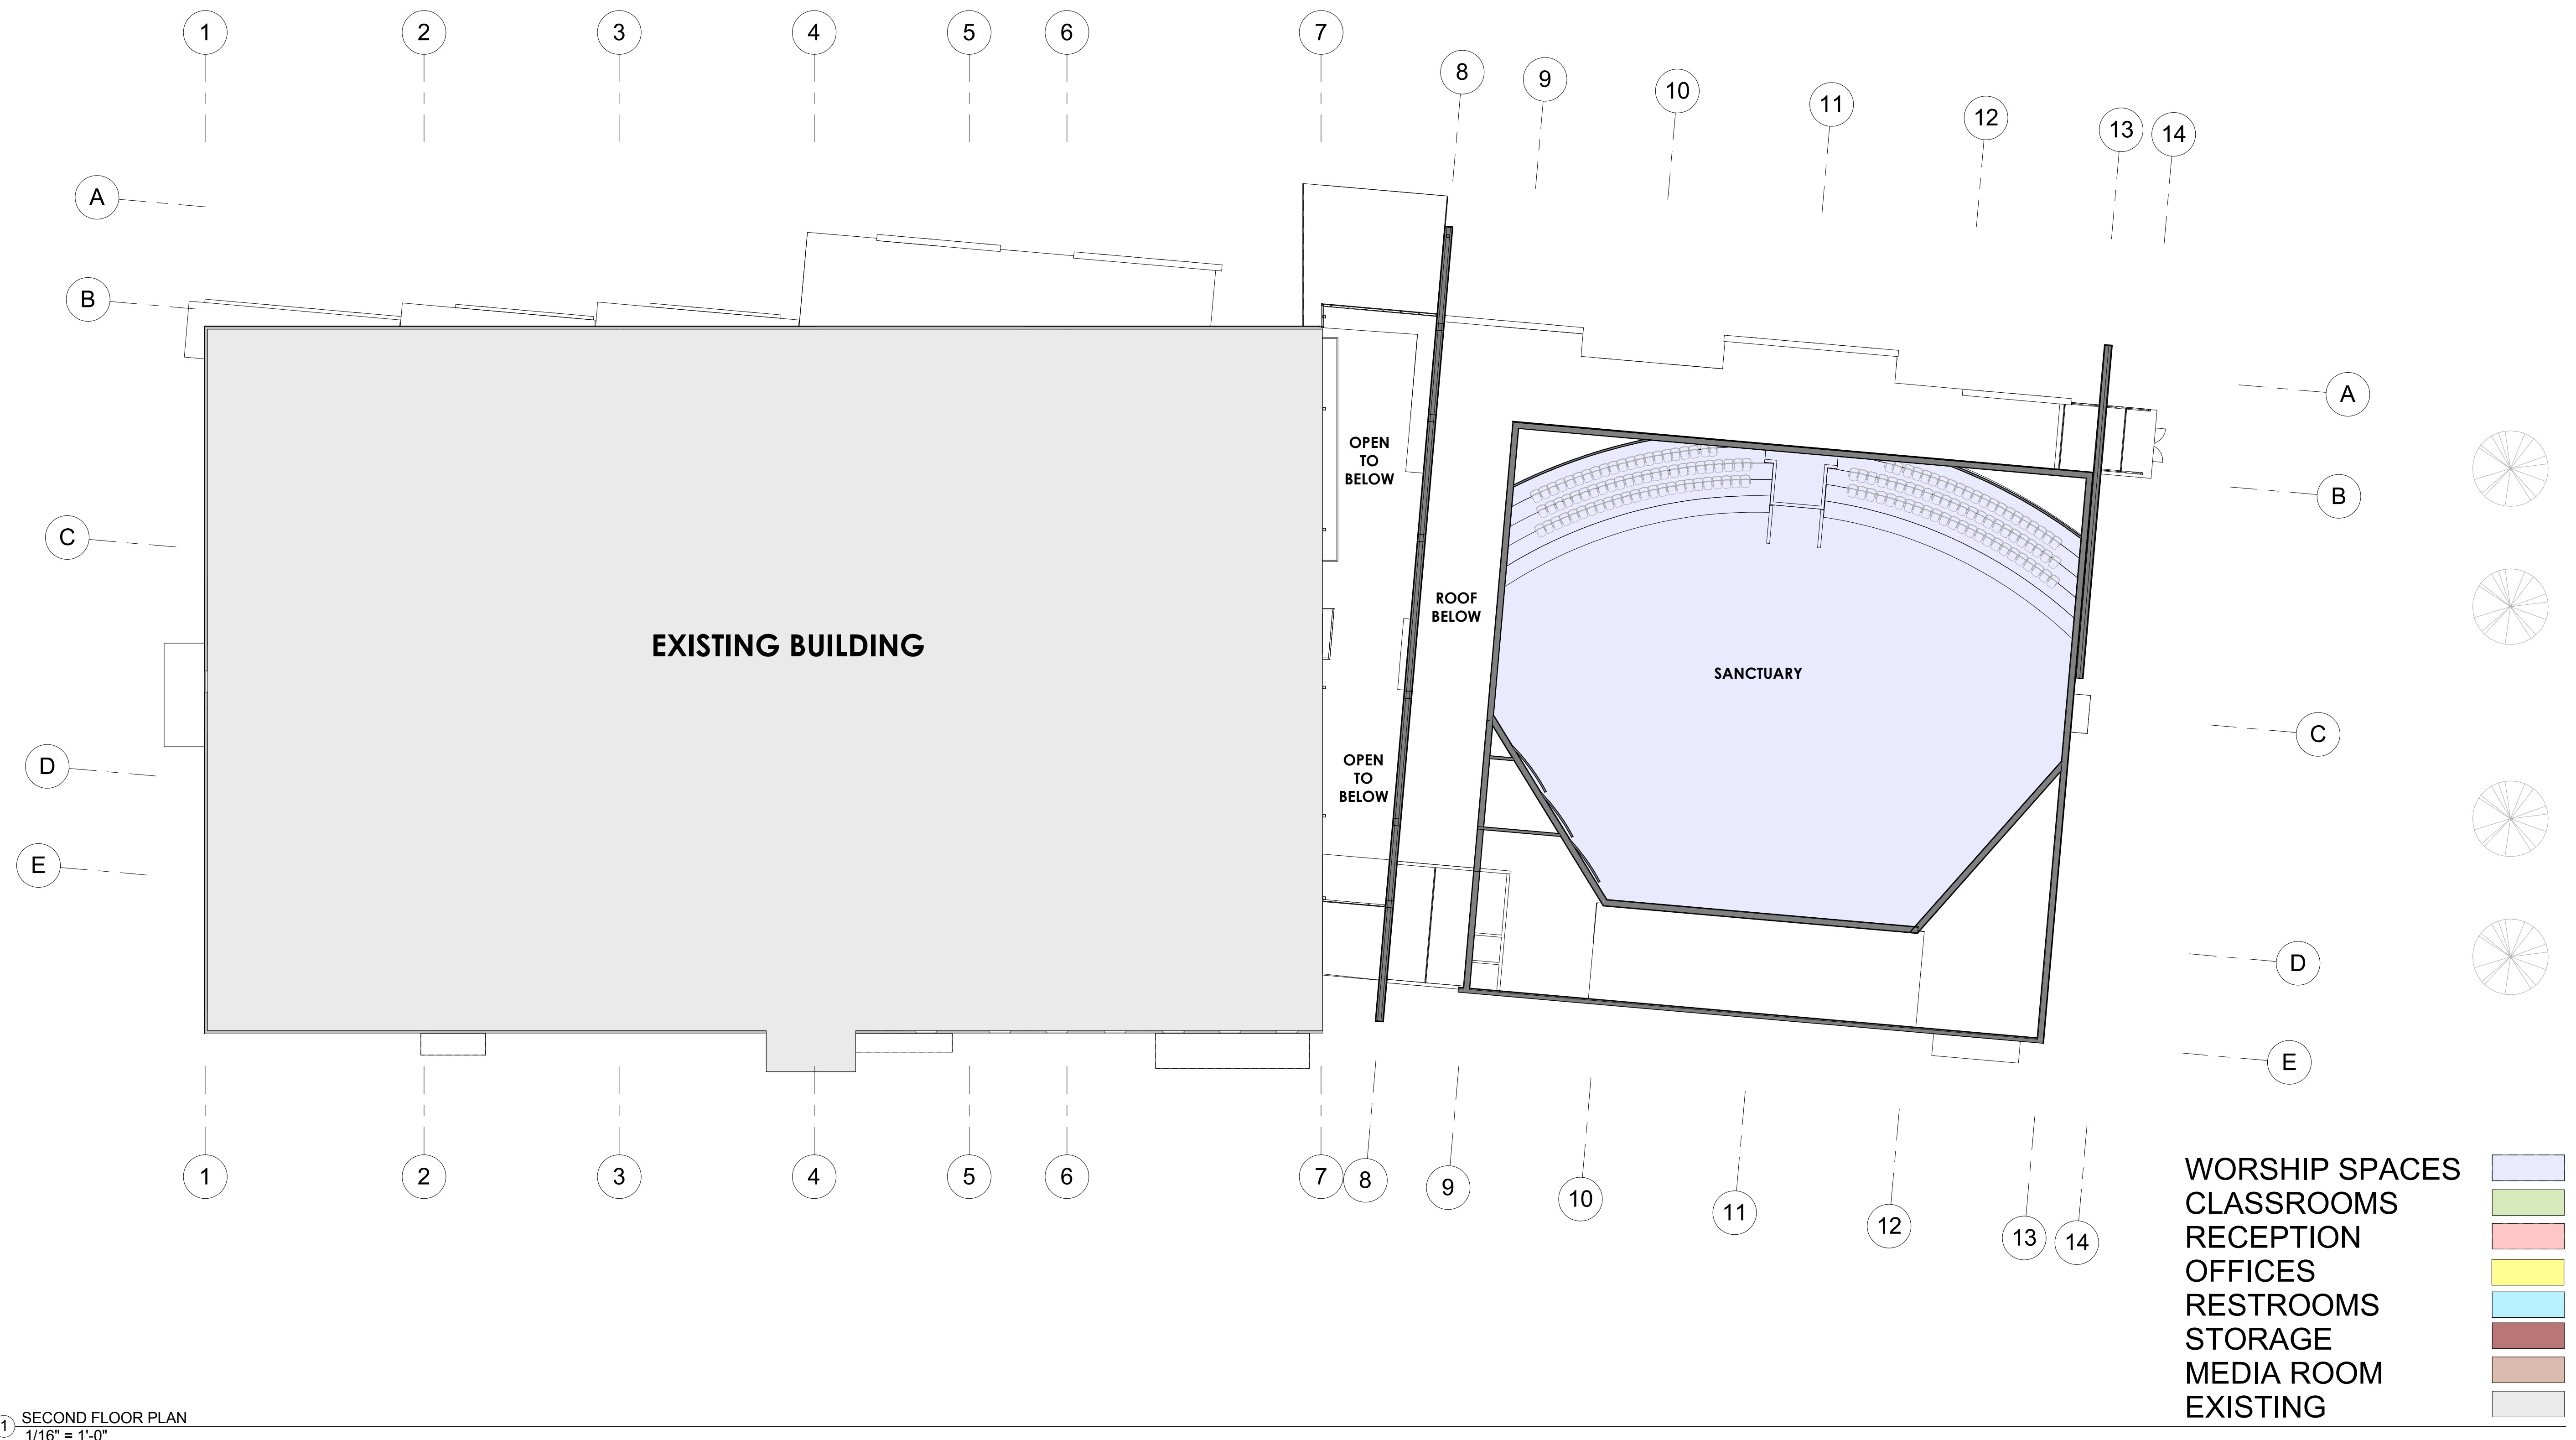 1
2
3
4
5
6
7
8
9
10
11
12
13
14
A
B
C
D
E
A
B
C
D
E
OPEN
TO
BELOW
ROOF
BELOW
EXISTING BUILDING
SANCTUARY
OPEN
TO
BELOW
1
2
3
4
5
6
7
8
9
10
11
12
13
14
WORSHIP SPACES
CLASSROOMS
RECEPTION
OFFICES
RESTROOMS
STORAGE
MEDIA ROOM
EXISTING
1 SECOND FLOOR PLAN
1/16" = 1'-0"